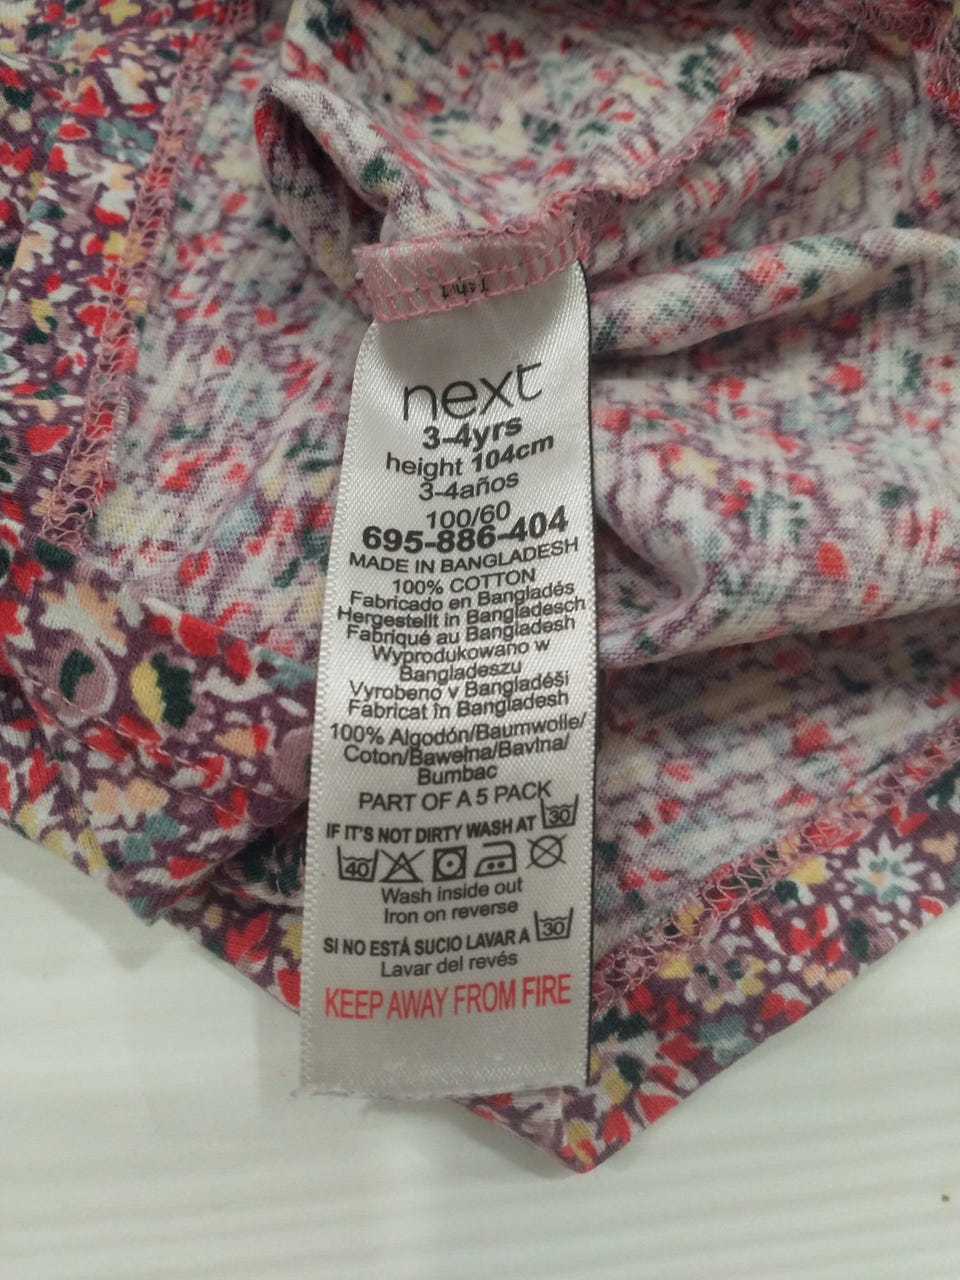 next
3-4yrs
height 104cm
3-4años
100/60
695-886-404
MADE IN BANGLADESH
100% COTTON
Fabricado en Bangladés
Hergestellt in Bangladesch
Fabriqué au Bangladesh
Wyprodukowano w
Bangladeszu
Vyrobeno v Bangladéši
Fabricat în Bangladesh
100% Algodón/Baumwolle/
Coton/Bawełna/Bavlna/
Bumbac
PART OF A 5 PACK
IF IT'S NOT DIRTY WASH AT 30
40
Wash inside out
Iron on reverse
SI NO ESTÁ SUCIO LAVAR A 30
Lavar del revés
KEEP AWAY FROM FIRE